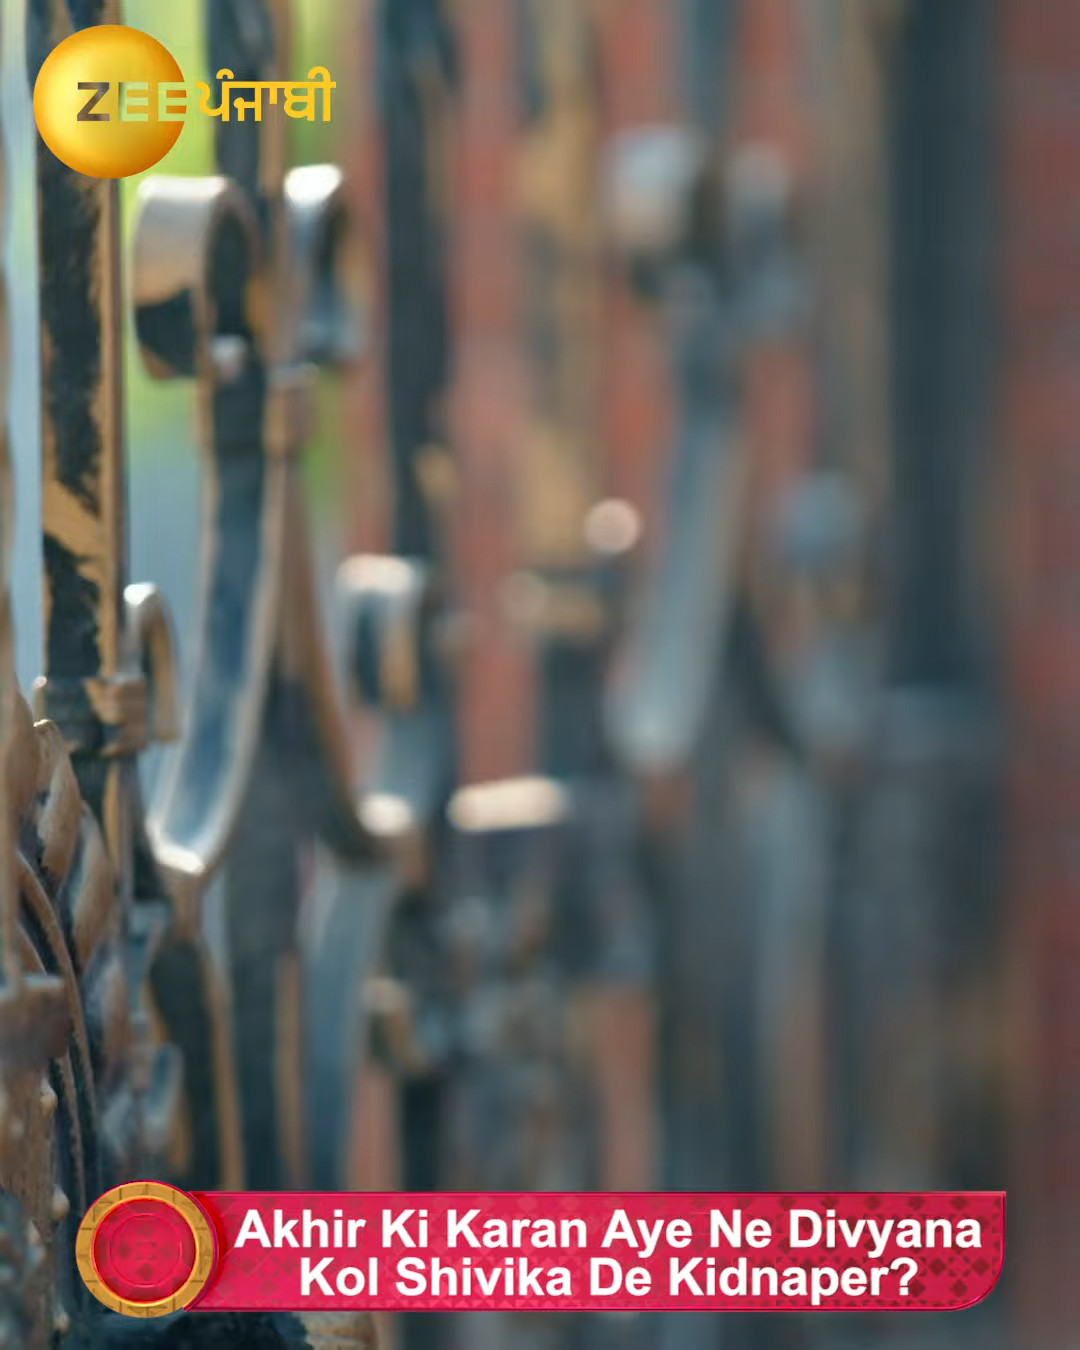 ZEE ਪੰਜਾਬੀ
Akhir Ki Karan Aye Ne Divyana
Kol Shivika De Kidnaper?